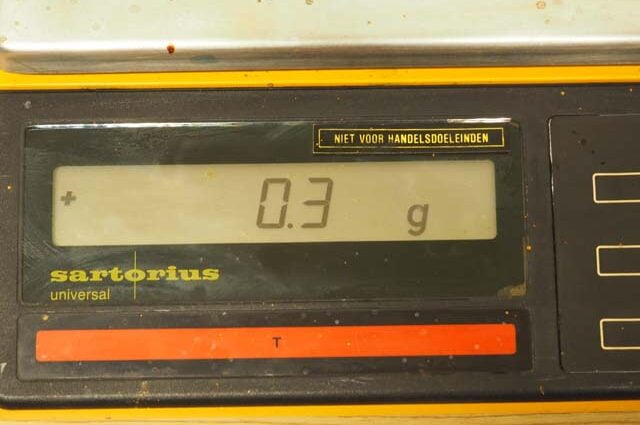 NIET VOOR HANDELSDOELEINDEN
+ 0.3 g
sartorius
universal
T